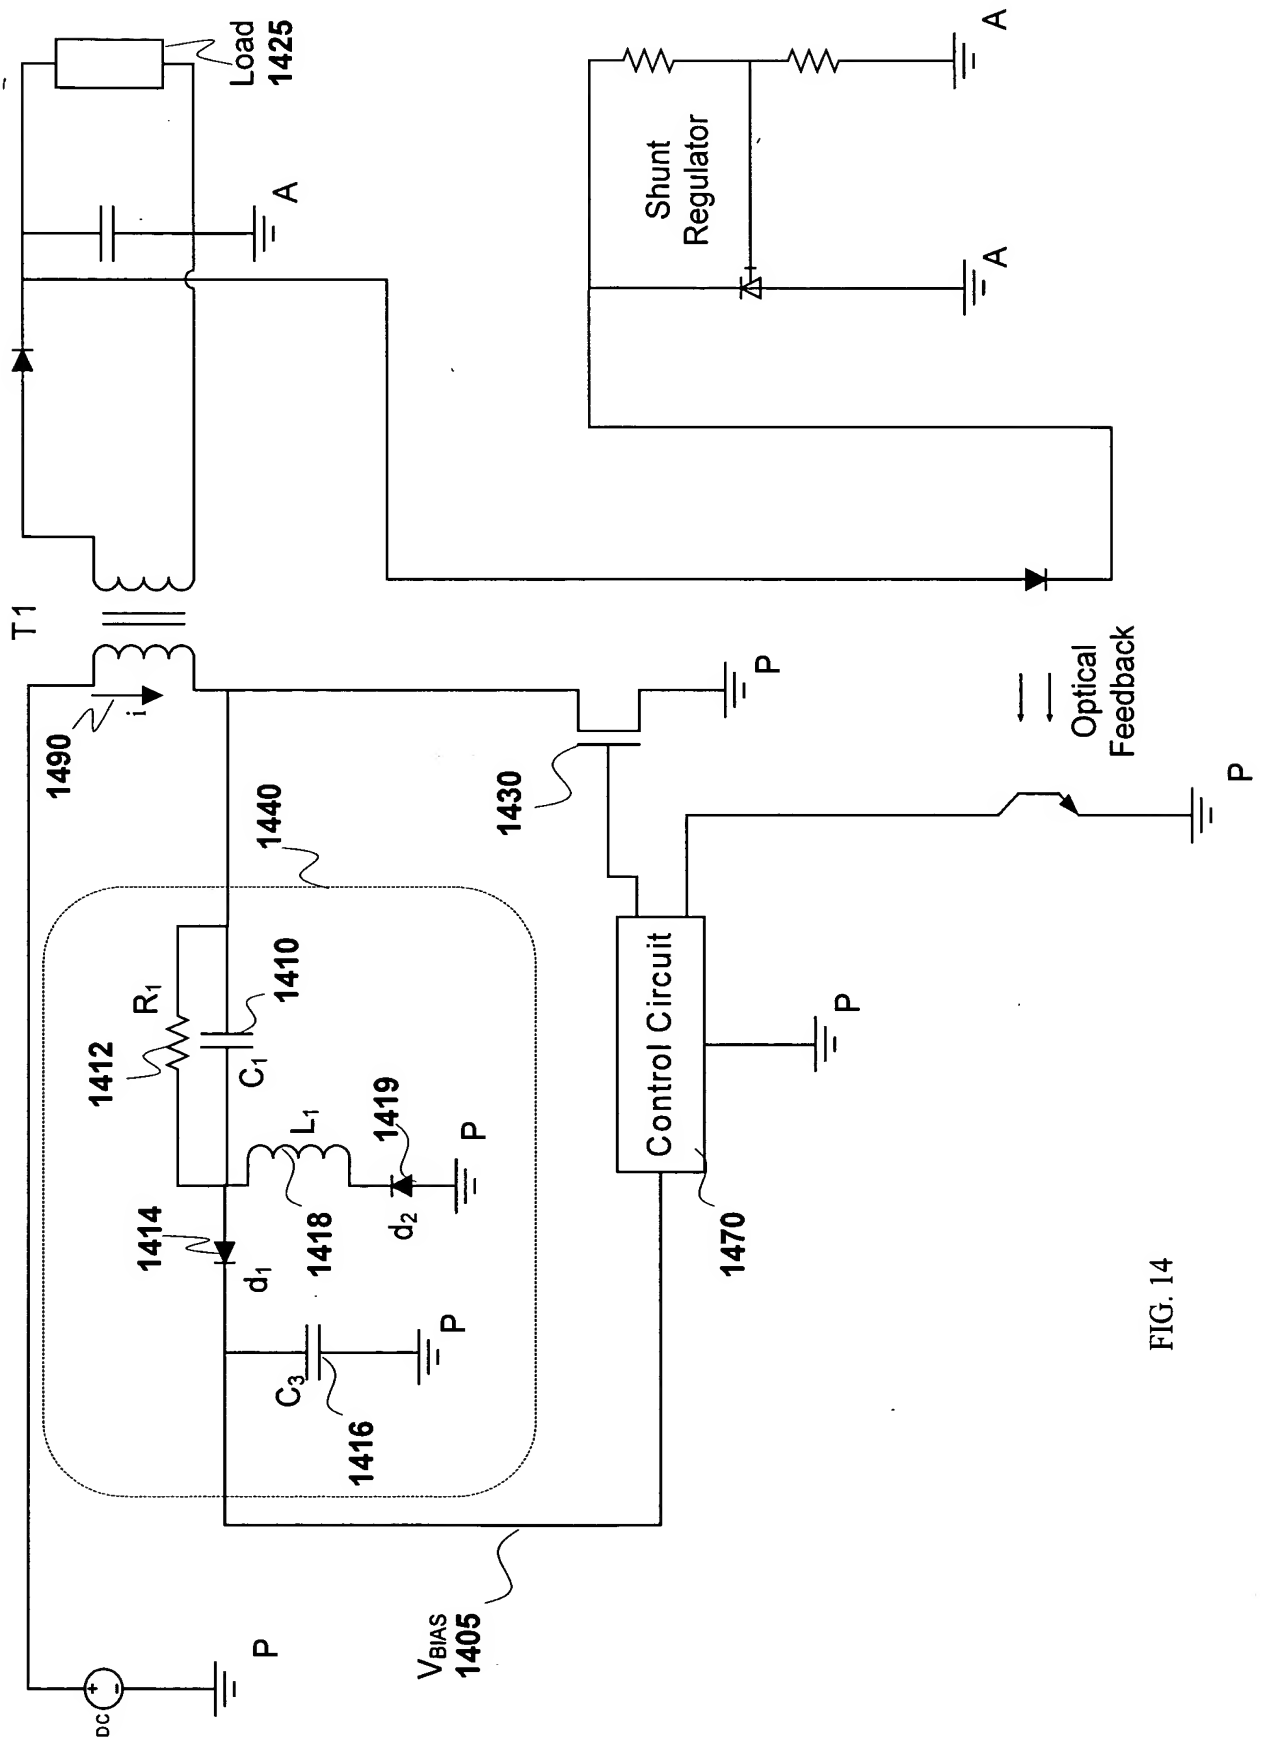 DC
P
T1
Load
1425
A
1490
i
1440
1412
R1
C1
1410
1414
d1
L1
1418
1419
d2
P
C3
1416
P
VBIAS
1405
1430
P
Control Circuit
1470
P
Optical
Feedback
P
Shunt
Regulator
A
A
FIG. 14